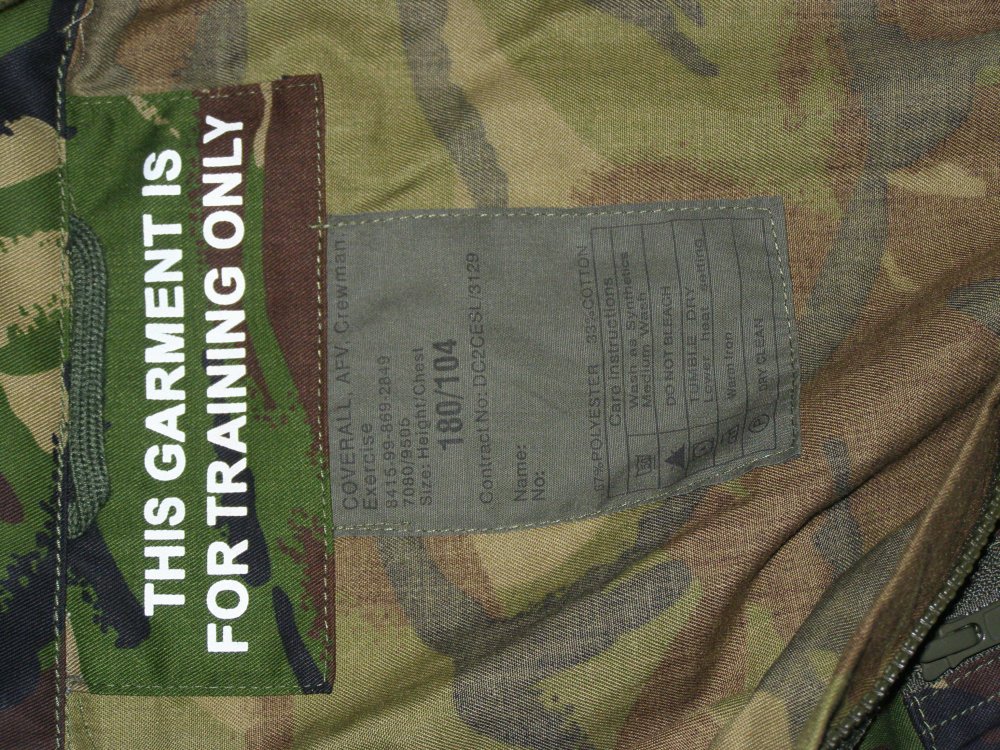 THIS GARMENT IS
FOR TRAINING ONLY
COVERALL, AFV, Crewman
Exercise
8415-99-869-2849
7080/9505
Size: Height/Chest
180/104
Contract No: DC2CESL/3129
Name:
No:
67%POLYESTER 33%COTTON
Care Instructions
Wash as Synthetics
Medium Wash
DO NOT BLEACH
TUMBLE DRY
Lower heat setting
Warm Iron
DRY CLEAN